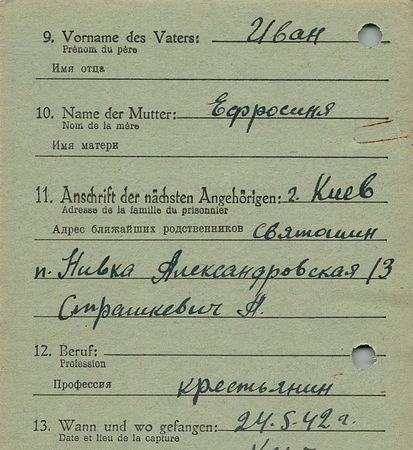 9. Vorname des Vaters: Иван
Prénom du père
Имя отца
10. Name der Mutter: Ефросиня
Nom de la mère
Имя матери
11. Anschrift der nächsten Angehörigen: г. Киев
Adresse de la famille du prisonnier
Адрес ближайших родственников Святошин
п. Нивка Александровская 13
Страшкевич А.
12. Beruf:
Profession
Профессия крестьянин
13. Wann und wo gefangen: 24.5.42 г.
Date et lieu de la capture